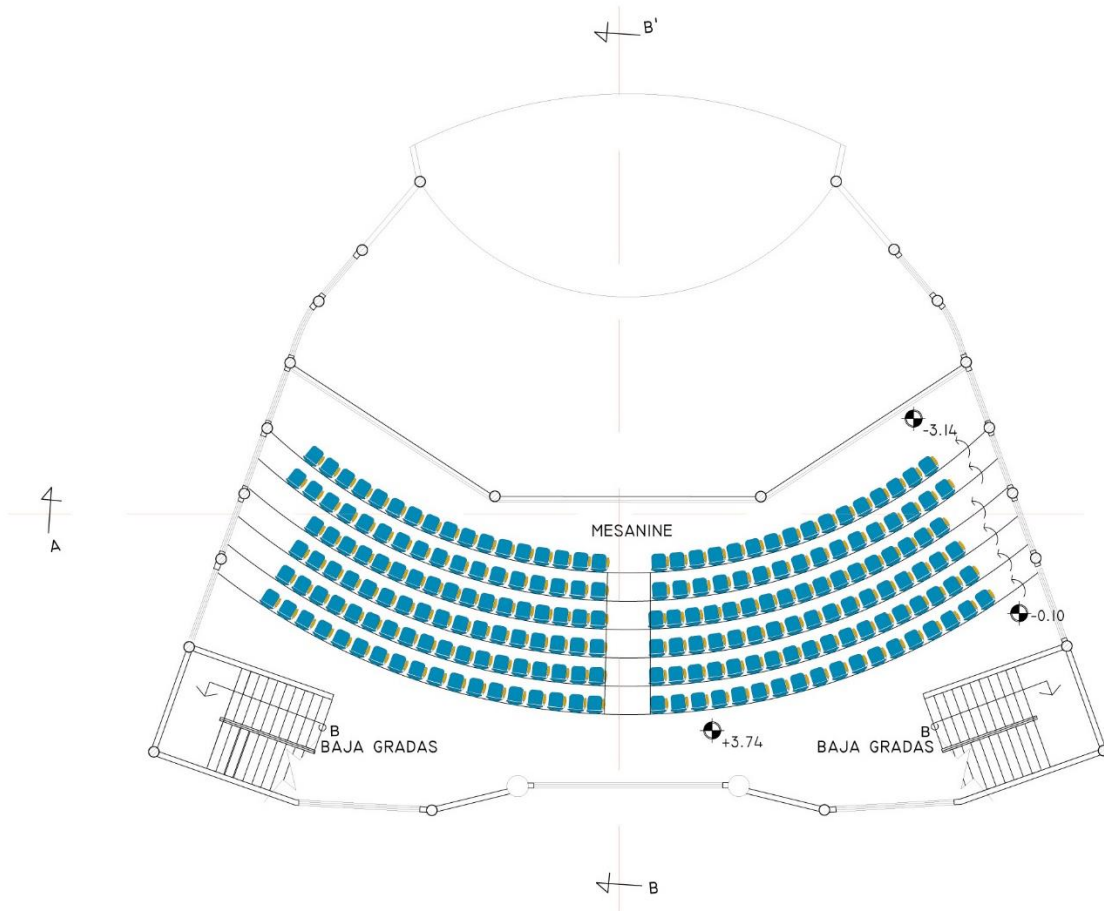 B'
-3.14
A
MESANINE
-0.10
B
BAJA GRADAS
+3.74
B
BAJA GRADAS
B